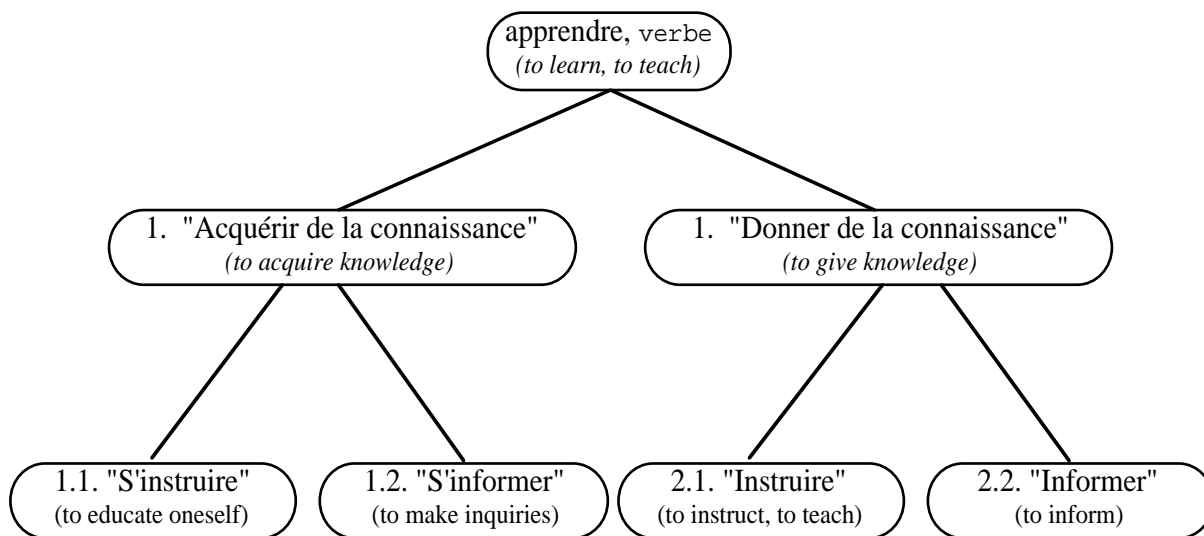 apprendre, verbe
(to learn, to teach)
1. "Acquérir de la connaissance"
(to acquire knowledge)
1. "Donner de la connaissance"
(to give knowledge)
1.1. "S'instruire"
(to educate oneself)
1.2. "S'informer"
(to make inquiries)
2.1. "Instruire"
(to instruct, to teach)
2.2. "Informer"
(to inform)